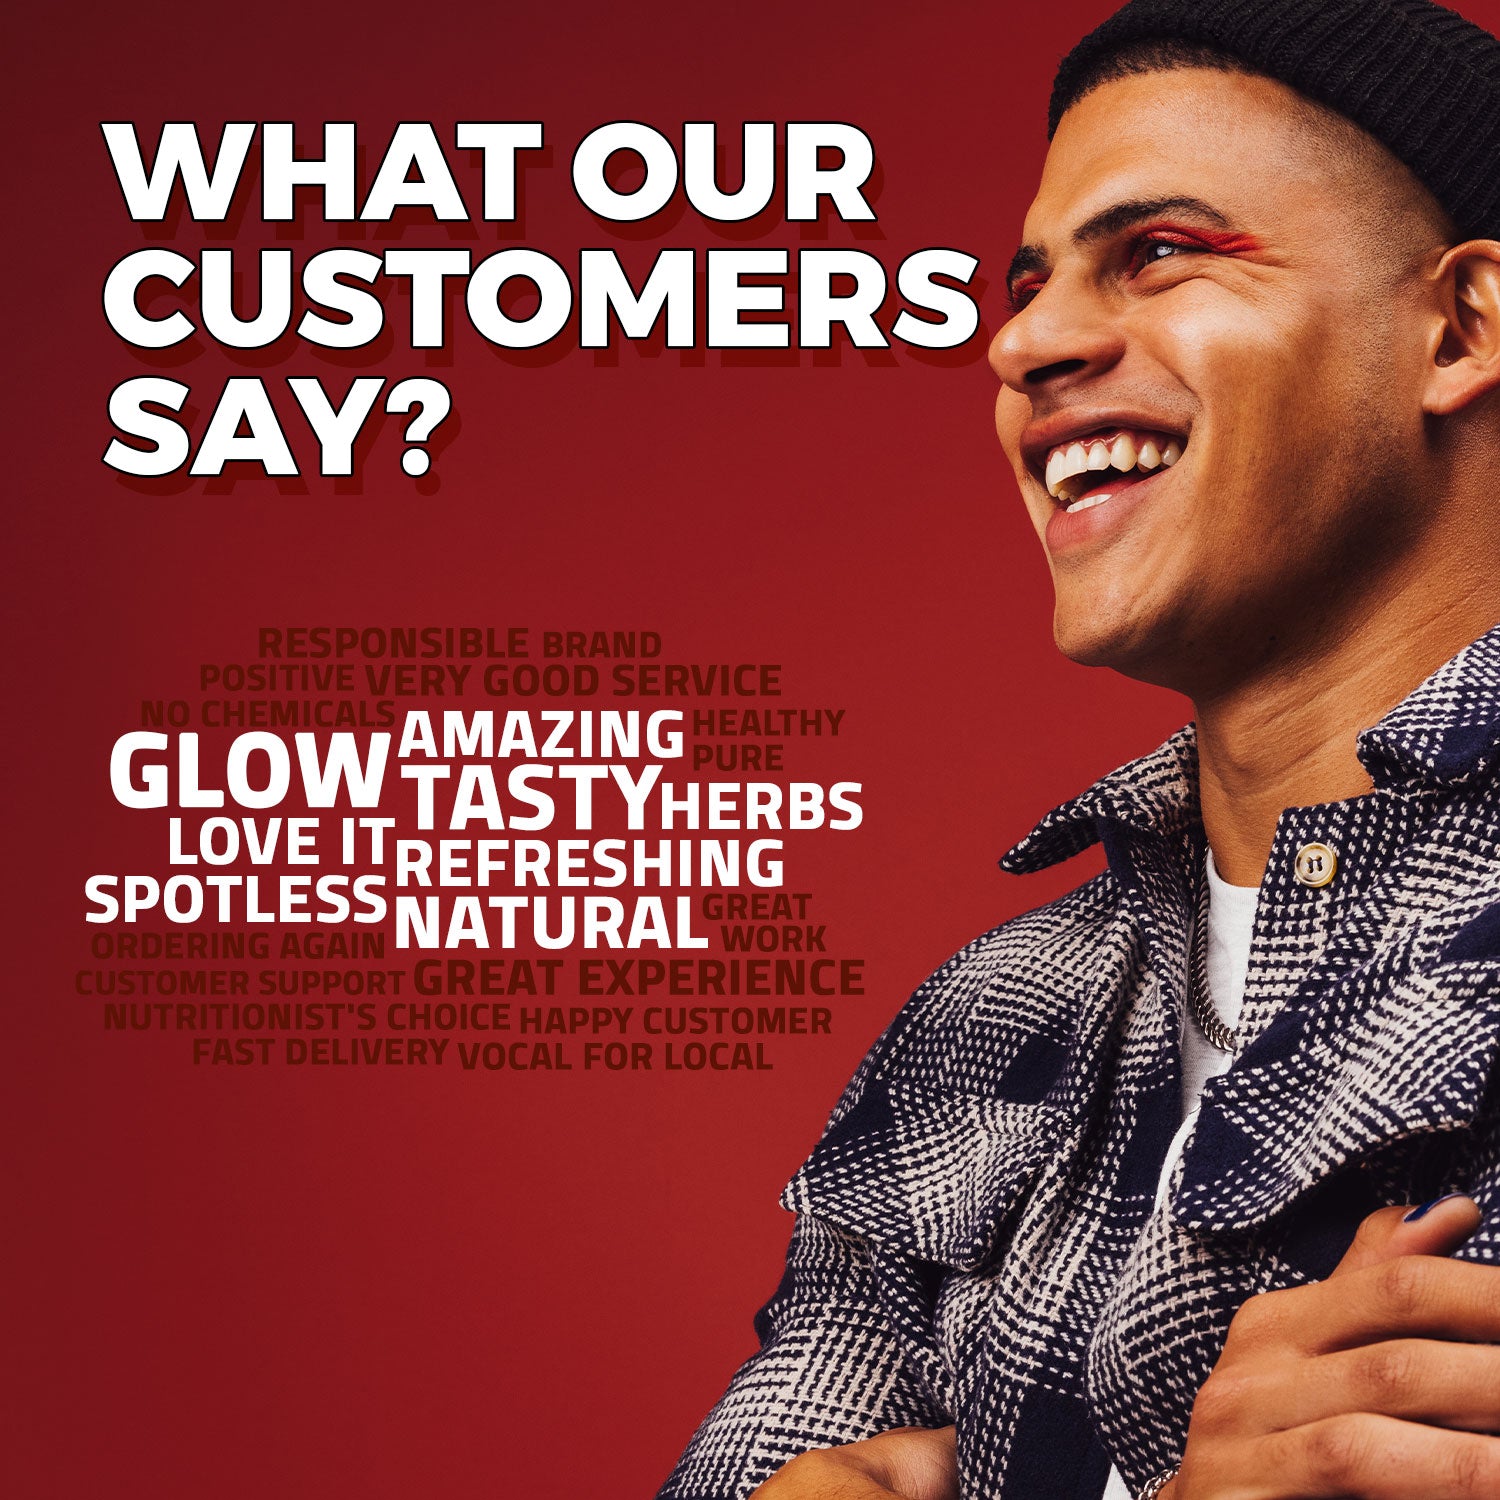 WHAT OUR
CUSTOMERS
SAY?
RESPONSIBLE BRAND
POSITIVE VERY GOOD SERVICE
NO CHEMICALS AMAZING HEALTHY
GLOW TASTY PURE
HERBS
LOVE IT REFRESHING
SPOTLESS NATURAL GREAT
ORDERING AGAIN WORK
CUSTOMER SUPPORT GREAT EXPERIENCE
NUTRITIONIST'S CHOICE HAPPY CUSTOMER
FAST DELIVERY VOCAL FOR LOCAL